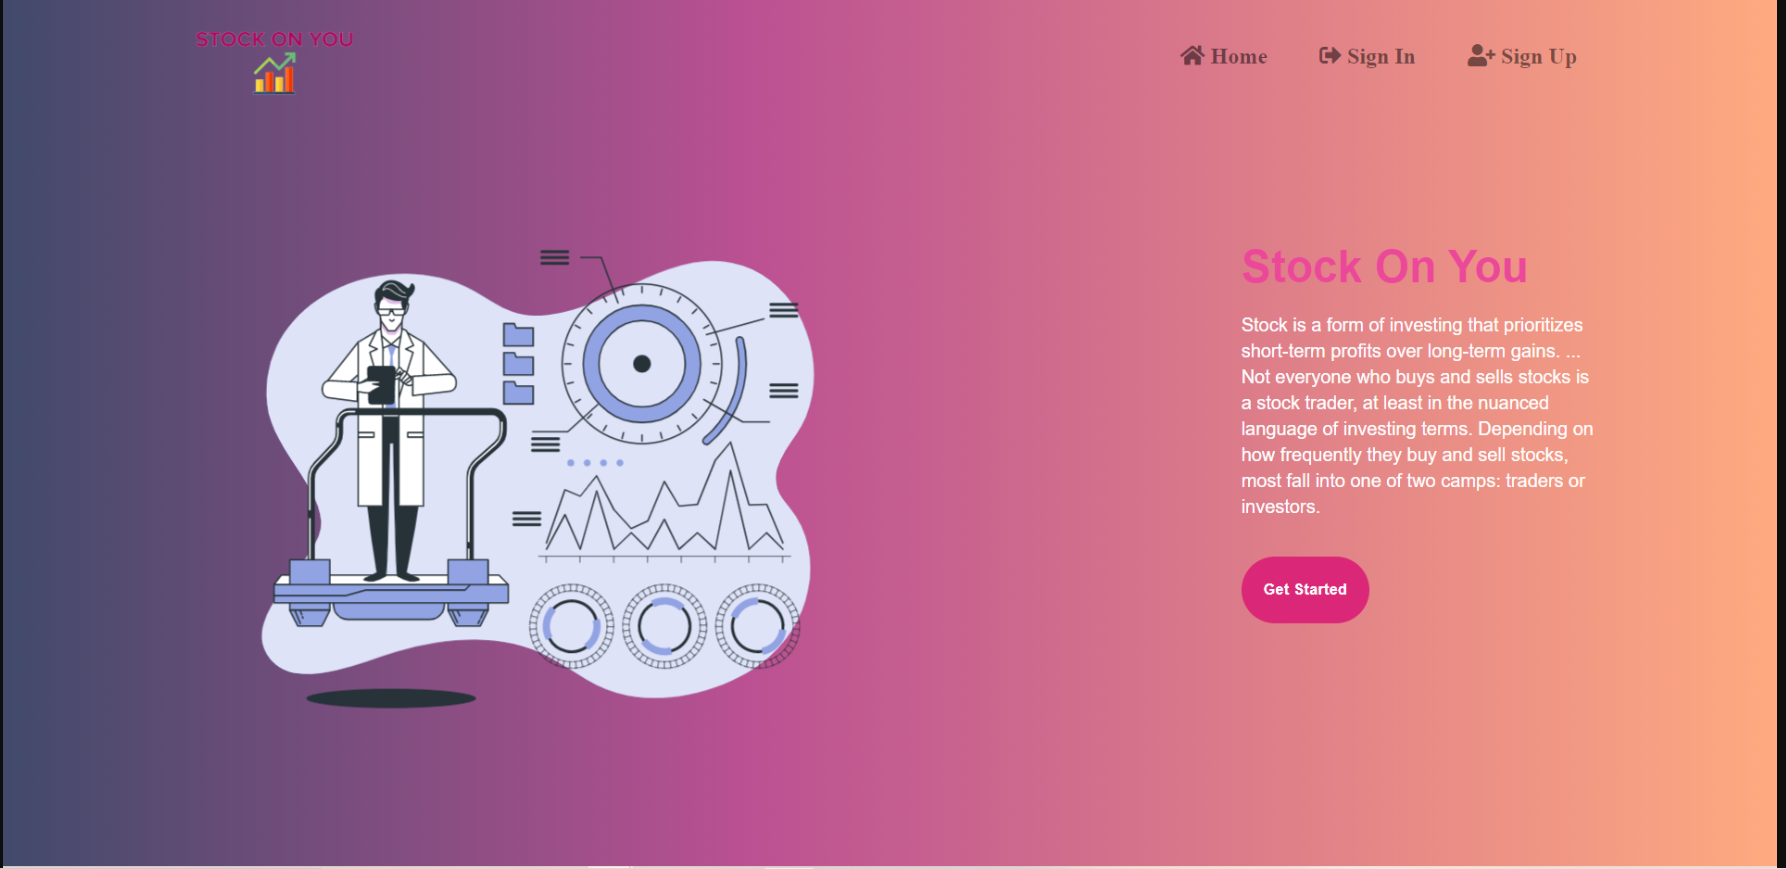 STOCK ON YOU
Home
Sign In
Sign Up
Stock On You
Stock is a form of investing that prioritizes
short-term profits over long-term gains. ...
Not everyone who buys and sells stocks is
a stock trader, at least in the nuanced
language of investing terms. Depending on
how frequently they buy and sell stocks,
most fall into one of two camps: traders or
investors.
Get Started